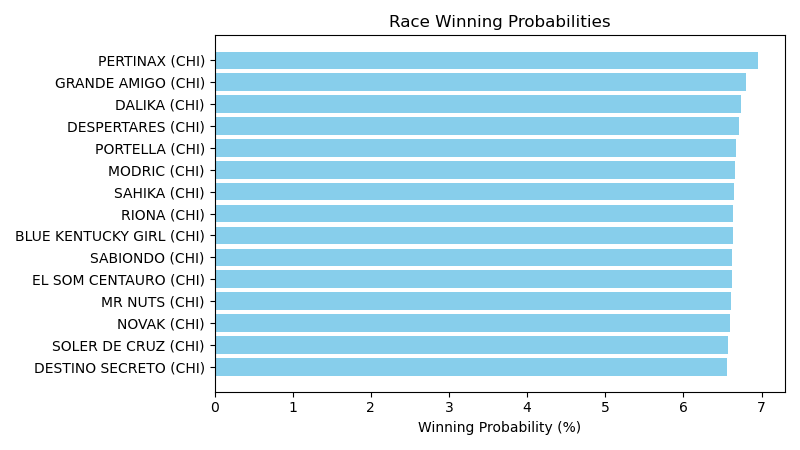 Race Winning Probabilities
PERTINAX (CHI)
GRANDE AMIGO (CHI)
DALIKA (CHI)
DESPERTARES (CHI)
PORTELLA (CHI)
MODRIC (CHI)
SAHIKA (CHI)
RIONA (CHI)
BLUE KENTUCKY GIRL (CHI)
SABIONDO (CHI)
EL SOM CENTAURO (CHI)
MR NUTS (CHI)
NOVAK (CHI)
SOLER DE CRUZ (CHI)
DESTINO SECRETO (CHI)
0 1 2 3 4 5 6 7
Winning Probability (%)